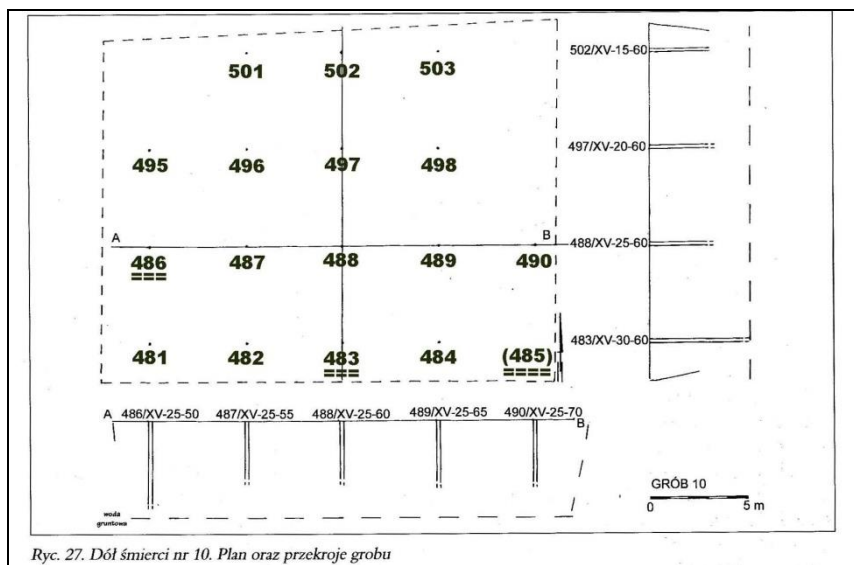 501 502 503
502/XV-15-60
495 496 497 498
497/XV-20-60
A B
488/XV-25-60
486 487 488 489 490
===
481 482 483 484 (485)
=== ====
483/XV-30-60
A 486/XV-25-50 487/XV-25-55 488/XV-25-60 489/XV-25-65 490/XV-25-70 B
woda
gruntowa
GRÓB 10
0 5 m
Ryc. 27. Dół śmierci nr 10. Plan oraz przekroje grobu